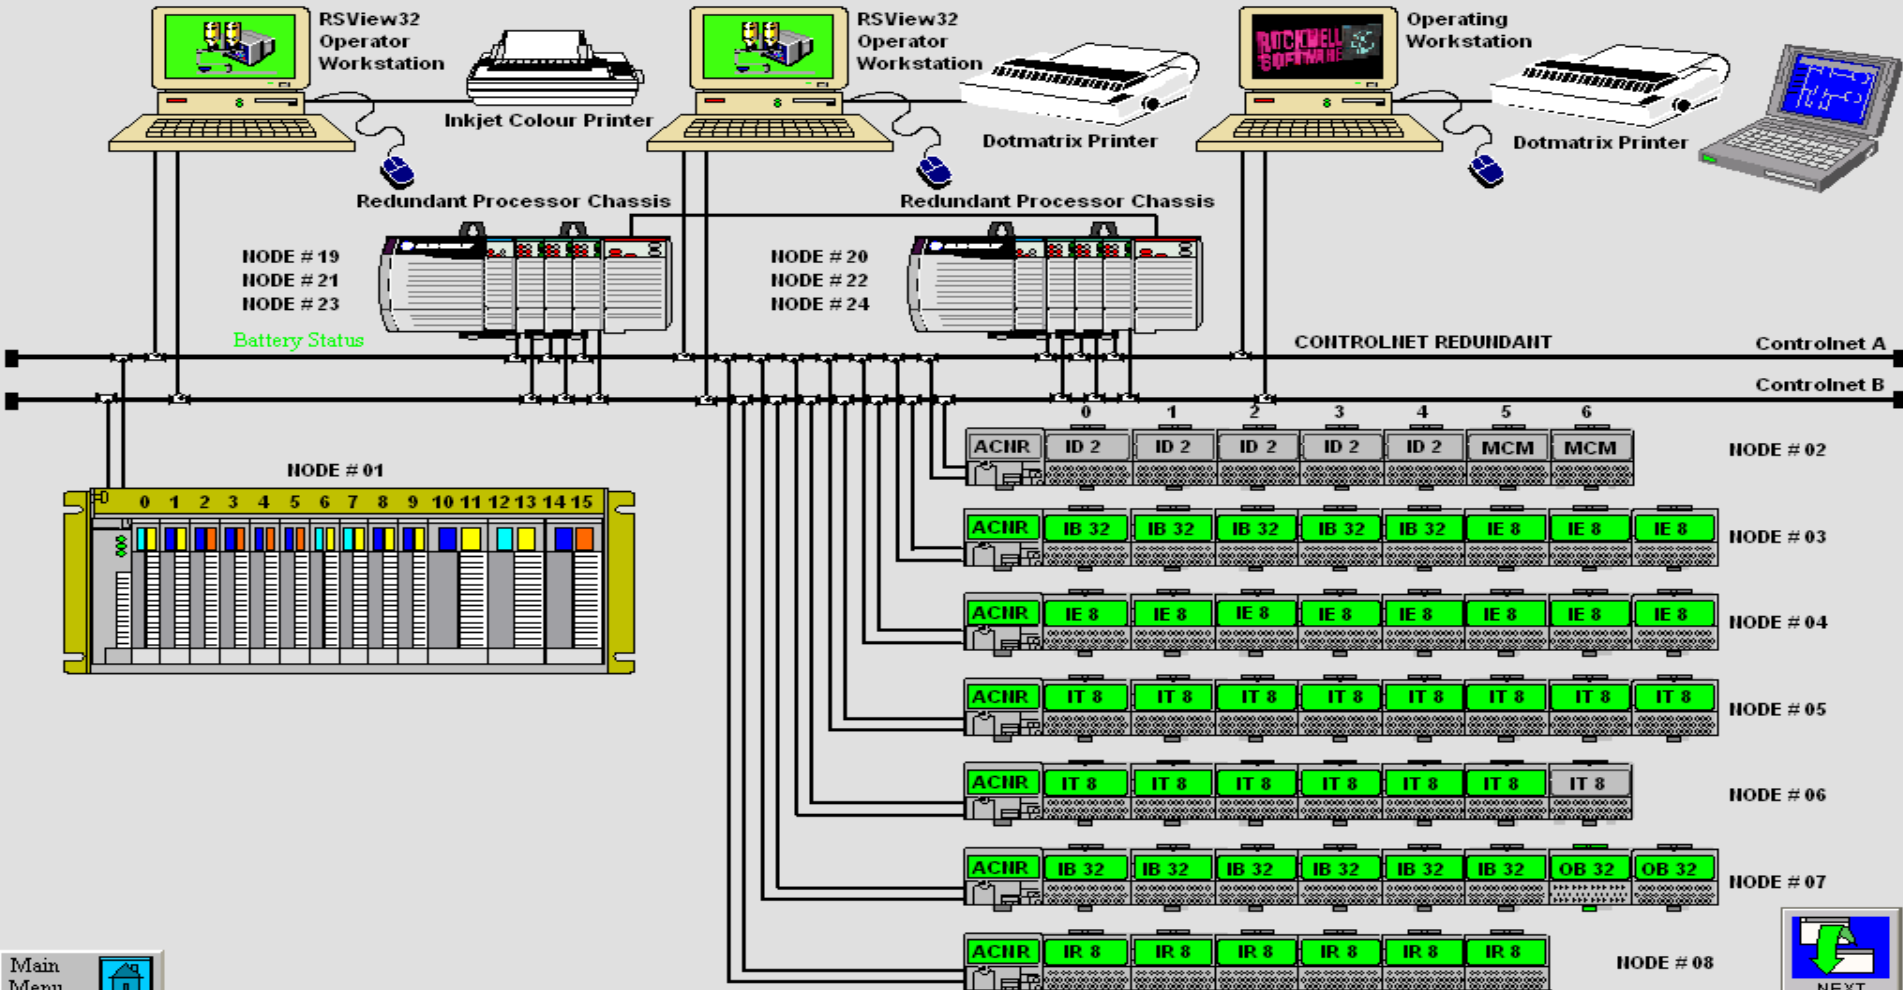 RSView32
Operator
Workstation
Inkjet Colour Printer
RSView32
Operator
Workstation
Dotmatrix Printer
ROCKWELL
SOFTWARE
Operating
Workstation
Dotmatrix Printer
Redundant Processor Chassis
Redundant Processor Chassis
NODE # 19
NODE # 21
NODE # 23
NODE # 20
NODE # 22
NODE # 24
Battery Status
CONTROLNET REDUNDANT
Controlnet A
Controlnet B
NODE # 01
0 1 2 3 4 5 6 7 8 9 10 11 12 13 14 15
0 1 2 3 4 5 6
ACNR ID 2 ID 2 ID 2 ID 2 ID 2 MCM MCM NODE # 02
ACNR IB 32 IB 32 IB 32 IB 32 IB 32 IE 8 IE 8 IE 8 NODE # 03
ACNR IE 8 IE 8 IE 8 IE 8 IE 8 IE 8 IE 8 IE 8 NODE # 04
ACNR IT 8 IT 8 IT 8 IT 8 IT 8 IT 8 IT 8 IT 8 NODE # 05
ACNR IT 8 IT 8 IT 8 IT 8 IT 8 IT 8 IT 8 NODE # 06
ACNR IB 32 IB 32 IB 32 IB 32 IB 32 IB 32 OB 32 OB 32 NODE # 07
ACNR IR 8 IR 8 IR 8 IR 8 IR 8 IR 8 NODE # 08
Main
Menu
NEXT